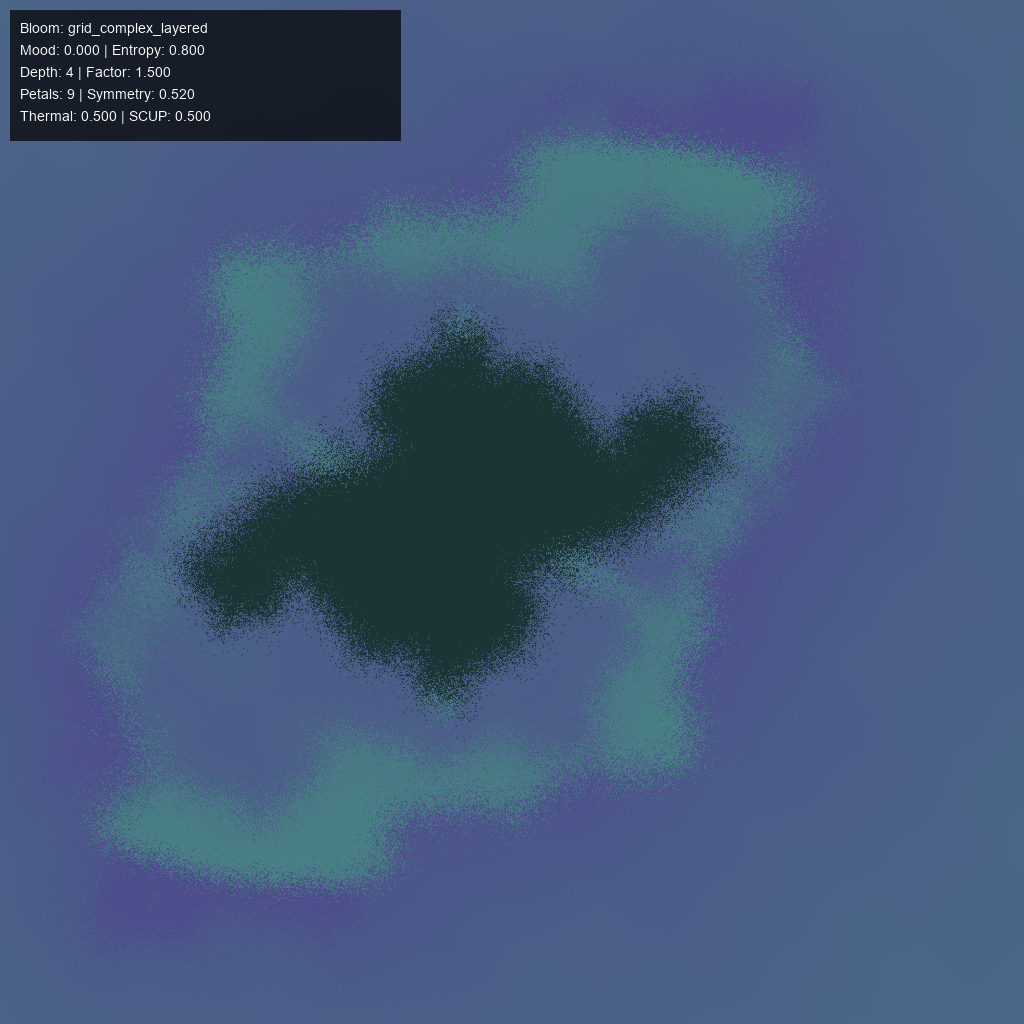 Bloom: grid_complex_layered
Mood: 0.000 | Entropy: 0.800
Depth: 4 | Factor: 1.500
Petals: 9 | Symmetry: 0.520
Thermal: 0.500 | SCUP: 0.500